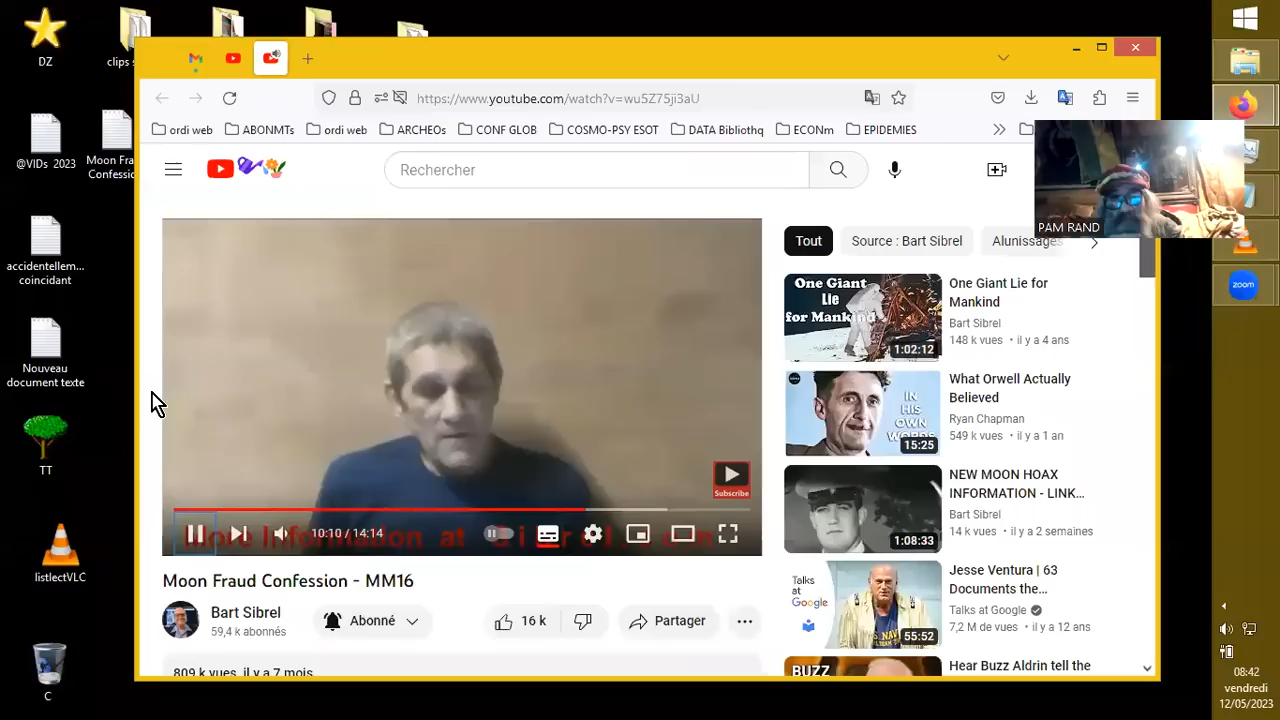 DZ
clips s
@VIDs 2023
Moon Fra
Confessio
accidentellem...
coincidant
Nouveau
document texte
TT
listlectVLC
C
https://www.youtube.com/watch?v=wu5Z75ji3aU
ordi web
ABONMTs
ordi web
ARCHEOs
CONF GLOB
COSMO-PSY ESOT
DATA Bibliothq
ECONm
EPIDEMIES
Rechercher
PAM RAND
Tout
Source : Bart Sibrel
Alunissages
Subscribe
More Information at
10:10 / 14:14
Moon Fraud Confession - MM16
Bart Sibrel
59,4 k abonnés
Abonné
16 k
Partager
809 k vues il y a 7 mois
One Giant
Lie
for Mankind
1:02:12
One Giant Lie for
Mankind
Bart Sibrel
148 k vues • il y a 4 ans
IN HIS
OWN
WORDS
15:25
What Orwell Actually
Believed
Ryan Chapman
549 k vues • il y a 1 an
1:08:33
NEW MOON HOAX
INFORMATION - LINK...
Bart Sibrel
14 k vues • il y a 2 semaines
Talks
at
Google
U.S. NAV
55:52
Jesse Ventura | 63
Documents the...
Talks at Google
7,2 M de vues • il y a 12 ans
BUZZ
Hear Buzz Aldrin tell the
zoom
08:42
vendredi
12/05/2023